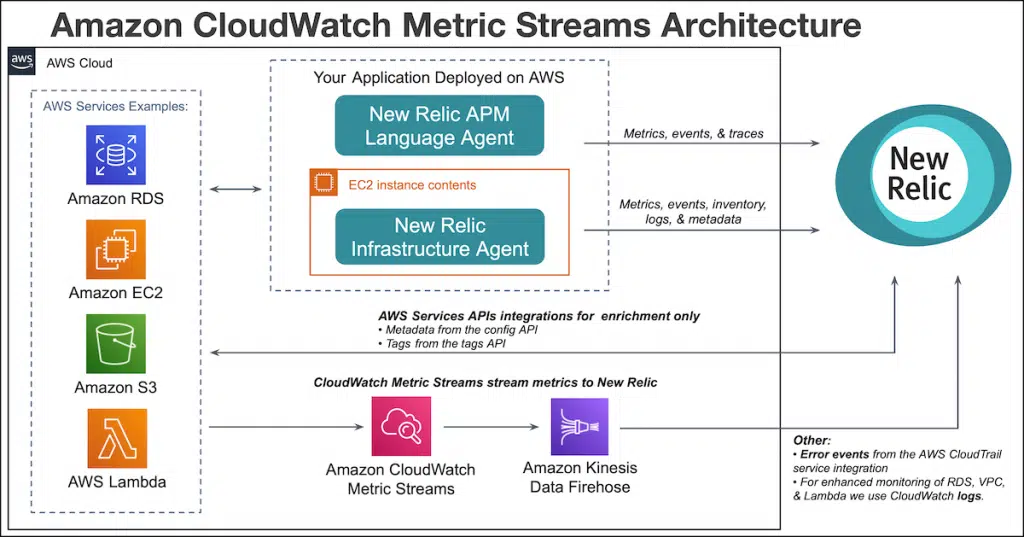 Amazon CloudWatch Metric Streams Architecture
aws
AWS Cloud
AWS Services Examples:
Amazon RDS
Amazon EC2
Amazon S3
AWS Lambda
Your Application Deployed on AWS
New Relic APM
Language Agent
EC2 instance contents
New Relic
Infrastructure Agent
Metrics, events, & traces
Metrics, events, inventory,
logs, & metadata
New
Relic
AWS Services APIs integrations for enrichment only
• Metadata from the config API
• Tags from the tags API
CloudWatch Metric Streams stream metrics to New Relic
Amazon CloudWatch
Metric Streams
Amazon Kinesis
Data Firehose
Other:
• Error events from the AWS CloudTrail
service integration
• For enhanced monitoring of RDS, VPC,
& Lambda we use CloudWatch logs.